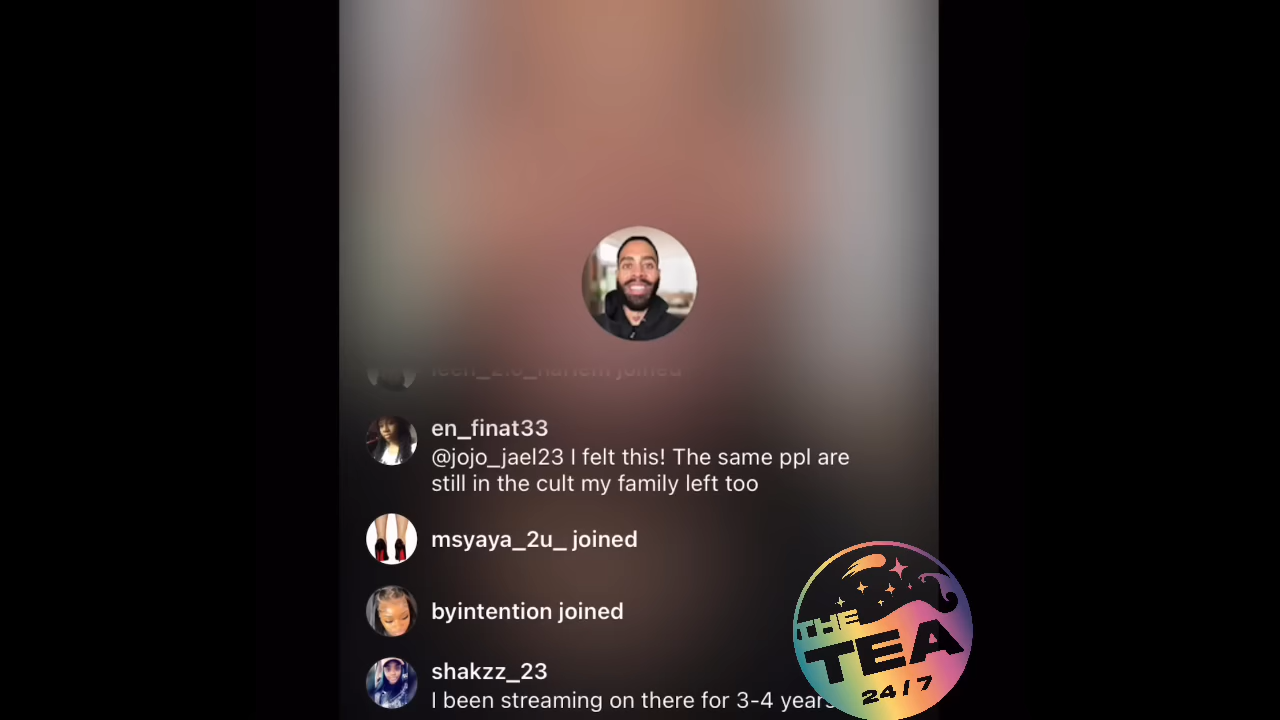 joined
en_finat33
@jojo_jael23 I felt this! The same ppl are
still in the cult my family left too
msyaya_2u_ joined
byintention joined
shakzz_23
I been streaming on there for 3-4 years
THE
TEA
24/7